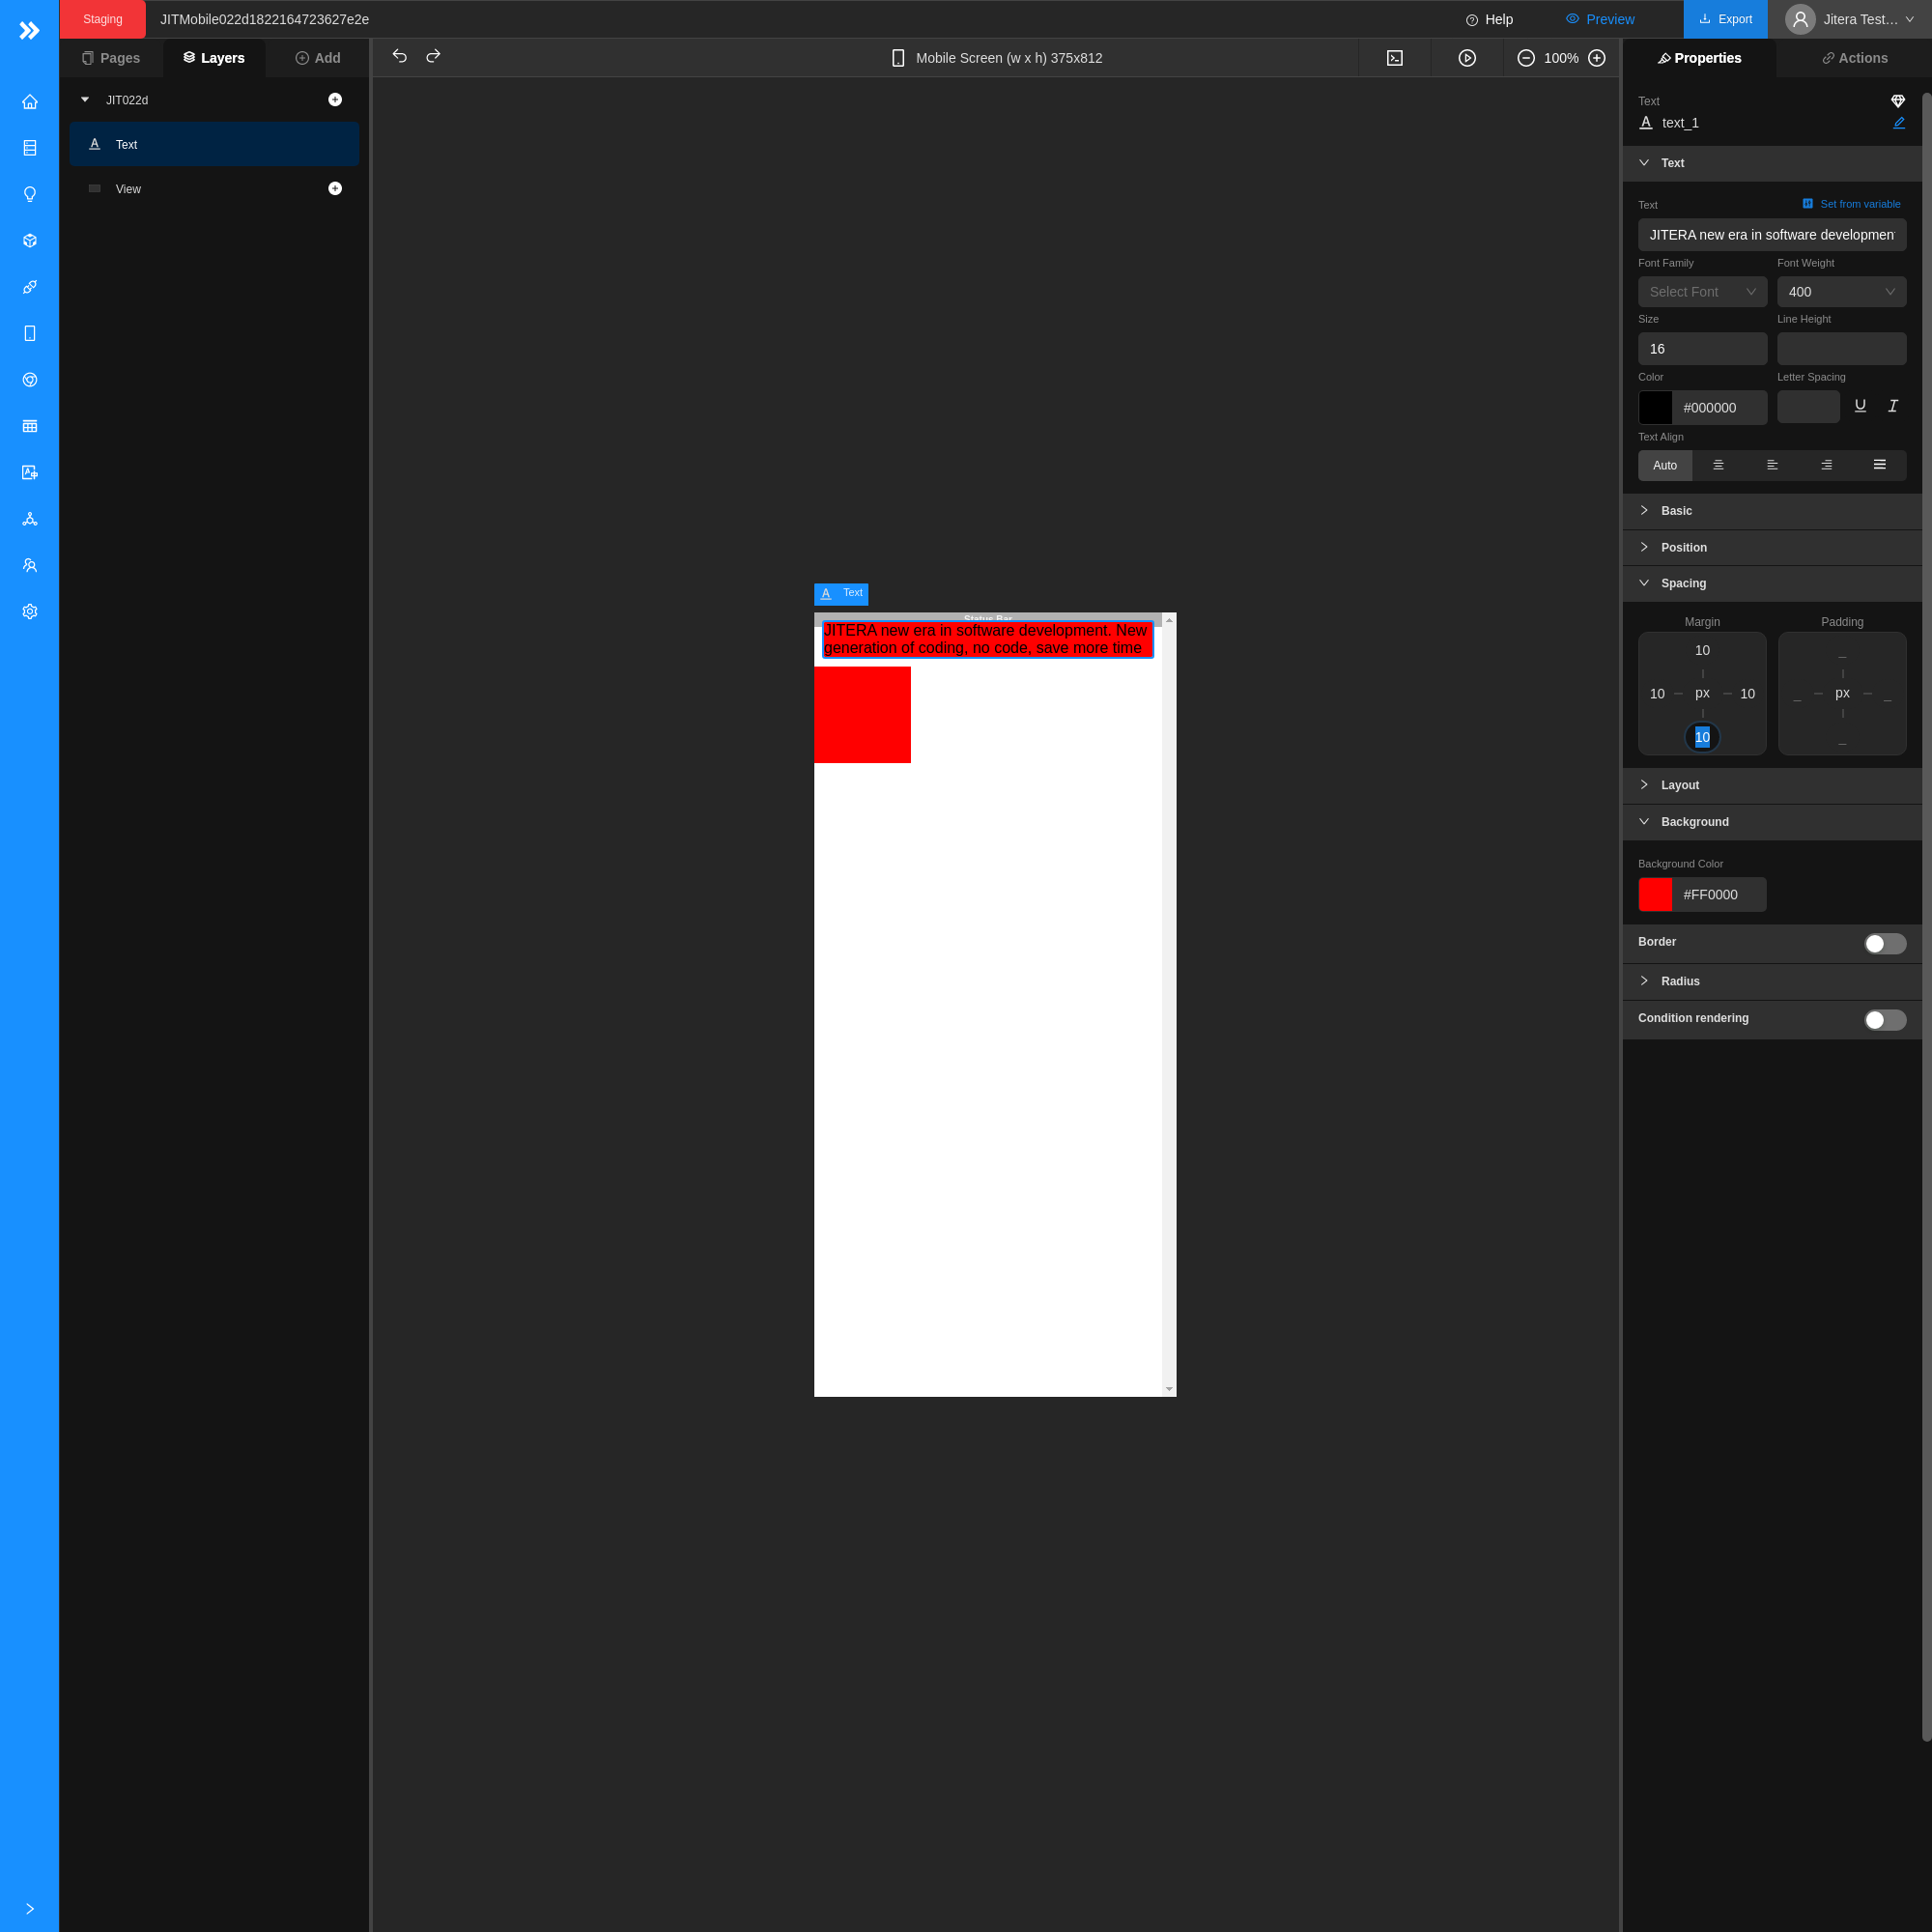 Staging
JITMobile022d1822164723627e2e
Help
Preview
Export
Jitera Test…
Pages
Layers
Add
Mobile Screen (w x h) 375x812
100%
Properties
Actions
JIT022d
Text
View
Text
text_1
Text
Text
Set from variable
JITERA new era in software development
Font Family
Font Weight
Select Font
400
Size
Line Height
16
Color
Letter Spacing
#000000
Text Align
Auto
Basic
Position
Spacing
Margin
Padding
10
10
px
10
px
10
Layout
Background
Background Color
#FF0000
Border
Radius
Condition rendering
Text
Status Bar
JITERA new era in software development. New
generation of coding, no code, save more time